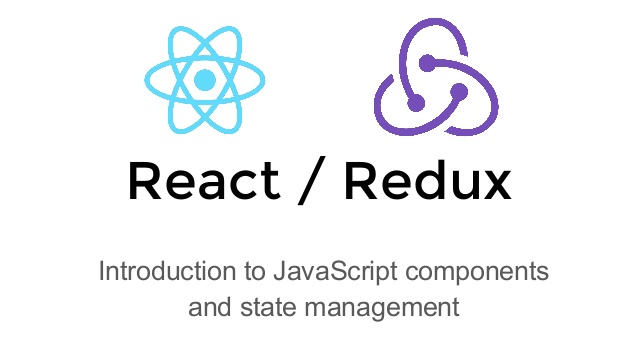 React / Redux
Introduction to JavaScript components
and state management